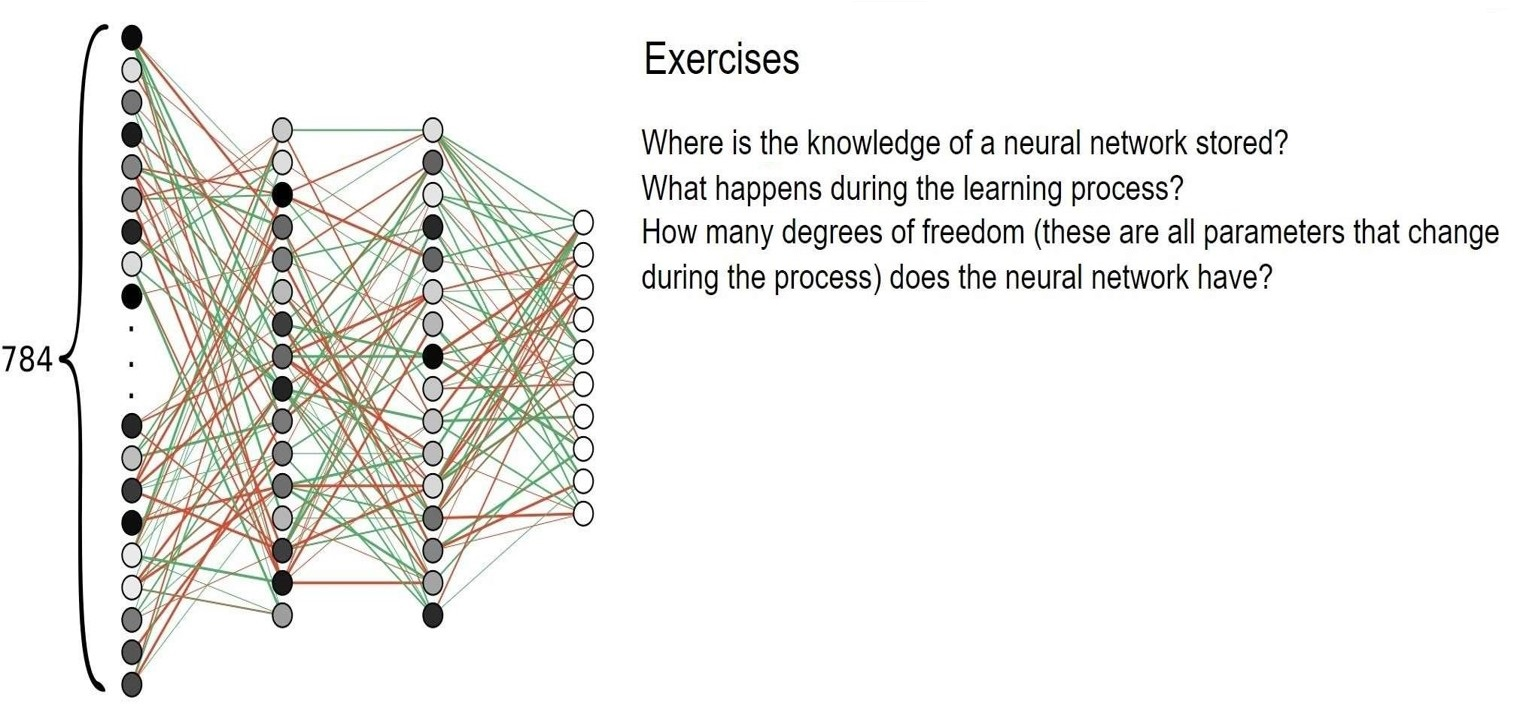 Exercises
784
Where is the knowledge of a neural network stored?
What happens during the learning process?
How many degrees of freedom (these are all parameters that change
during the process) does the neural network have?